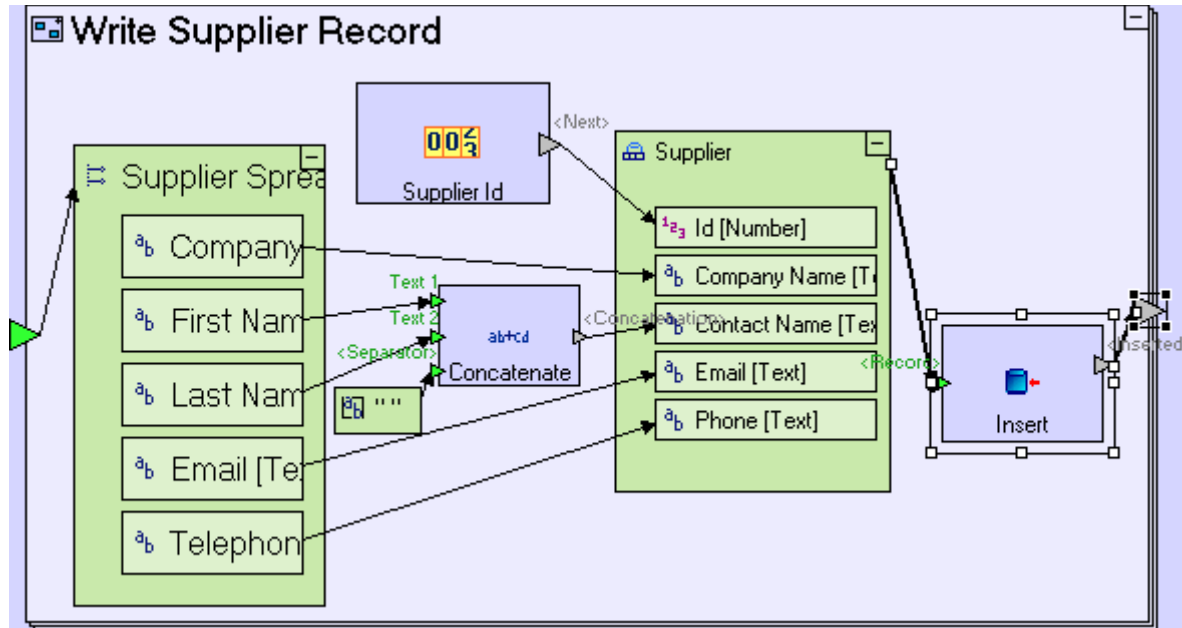 Write Supplier Record
Supplier Sprea
Company
First Nam
Last Nam
Email [Te
Telephon
Supplier Id
<Next>
Text 1
Text 2
<Separator>
ab+cd
Concatenate
" "
<Concatenation>
Supplier
Id [Number]
Company Name [T
Contact Name [Tex
Email [Text]
Phone [Text]
<Record>
Insert
<Inserted